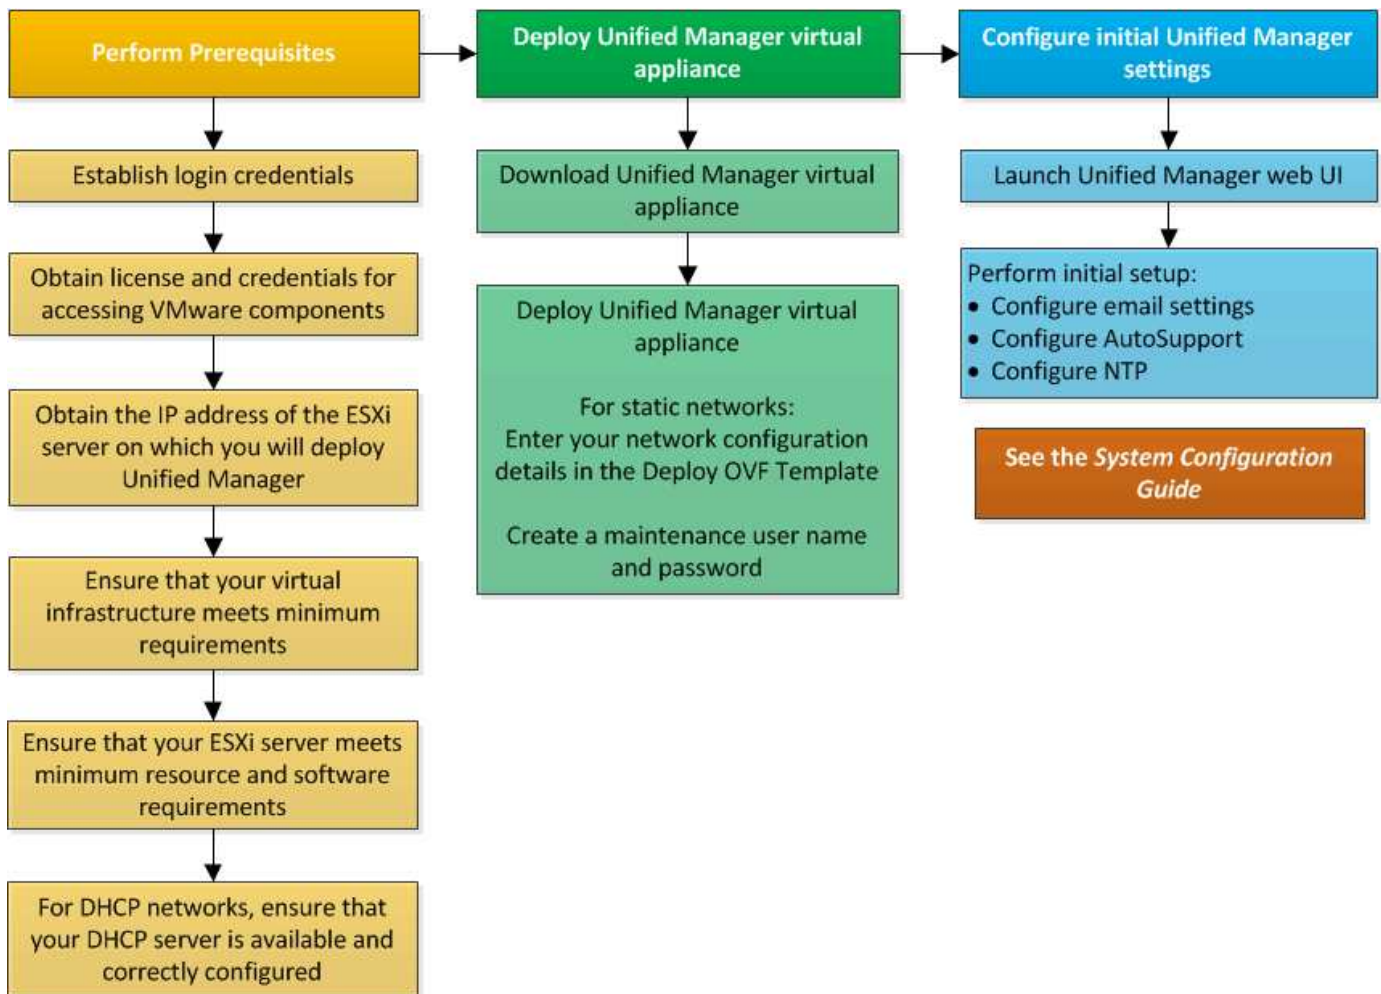 Perform Prerequisites
Establish login credentials
Obtain license and credentials for
accessing VMware components
Obtain the IP address of the ESXi
server on which you will deploy
Unified Manager
Ensure that your virtual
infrastructure meets minimum
requirements
Ensure that your ESXi server meets
minimum resource and software
requirements
For DHCP networks, ensure that
your DHCP server is available and
correctly configured
Deploy Unified Manager virtual
appliance
Download Unified Manager virtual
appliance
Deploy Unified Manager virtual
appliance
For static networks:
Enter your network configuration
details in the Deploy OVF Template
Create a maintenance user name
and password
Configure initial Unified Manager
settings
Launch Unified Manager web UI
Perform initial setup:
• Configure email settings
• Configure AutoSupport
• Configure NTP
See the System Configuration
Guide